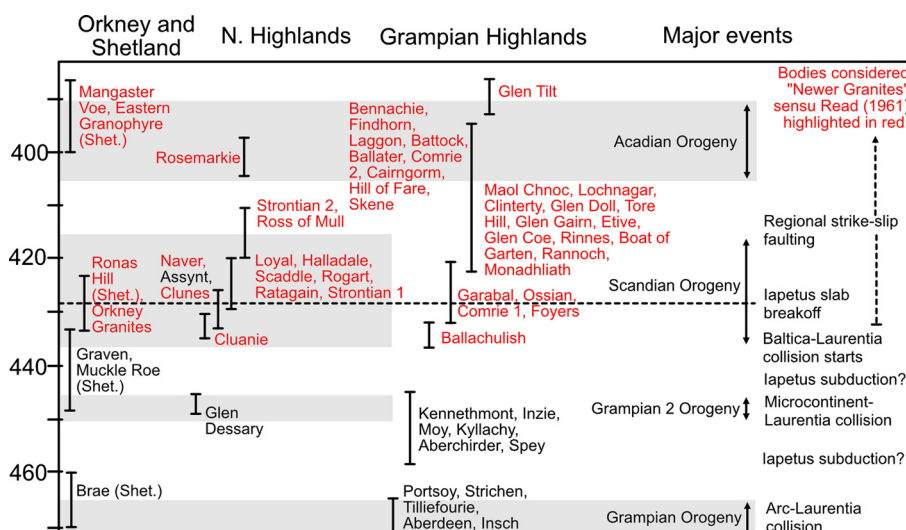 Orkney and
Shetland
N. Highlands
Grampian Highlands
Major events
400
420
440
460
Mangaster
Voe, Eastern
Granophyre
(Shet.)
Ronas
Hill
(Shet.),
Orkney
Granites
Graven,
Muckle Roe
(Shet.)
Brae (Shet.)
Rosemarkie
Strontian 2,
Ross of Mull
Naver,
Assynt,
Clunes
Loyal, Halladale,
Scaddle, Rogart,
Ratagain, Strontian 1
Cluanie
Glen
Dessary
Glen Tilt
Bennachie,
Findhorn,
Laggon, Battock,
Ballater, Comrie
2, Cairngorm,
Hill of Fare,
Skene
Maol Chnoc, Lochnagar,
Clinterty, Glen Doll, Tore
Hill, Glen Gairn, Etive,
Glen Coe, Rinnes, Boat of
Garten, Rannoch,
Monadhliath
Garabal, Ossian,
Comrie 1, Foyers
Ballachulish
Kennethmont, Inzie,
Moy, Kyllachy,
Aberchirder, Spey
Portsoy, Strichen,
Tilliefourie,
Aberdeen, Insch
Bodies considered
"Newer Granites"
sensu Read (1961)
highlighted in red
Acadian Orogeny
Regional strike-slip
faulting
Scandian Orogeny
Iapetus slab
breakoff
Baltica-Laurentia
collision starts
Iapetus subduction?
Grampian 2 Orogeny
Microcontinent-
Laurentia collision
Iapetus subduction?
Grampian Orogeny
Arc-Laurentia
collision